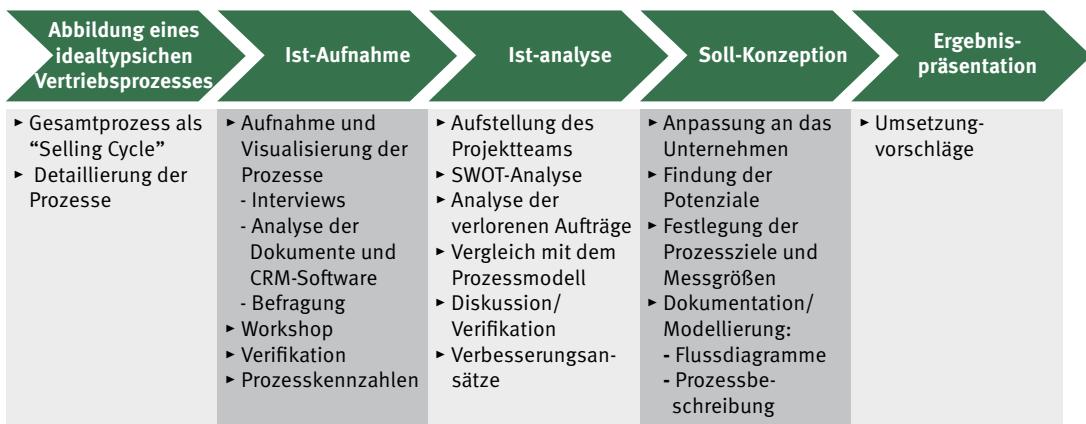 Abbildung eines
idealtypsichen
Vertriebsprozesses
Ist-Aufnahme
Ist-analyse
Soll-Konzeption
Ergebnis-
präsentation
► Gesamtprozess als
“Selling Cycle”
► Detaillierung der
Prozesse
► Aufnahme und
Visualisierung der
Prozesse
- Interviews
- Analyse der
Dokumente und
CRM-Software
- Befragung
► Workshop
► Verifikation
► Prozesskennzahlen
► Aufstellung des
Projektteams
► SWOT-Analyse
► Analyse der
verlorenen Aufträge
► Vergleich mit dem
Prozessmodell
► Diskussion/
Verifikation
► Verbesserungsan-
sätze
► Anpassung an das
Unternehmen
► Findung der
Potenziale
► Festlegung der
Prozessziele und
Messgrößen
► Dokumentation/
Modellierung:
- Flussdiagramme
- Prozessbe-
schreibung
► Umsetzung-
vorschläge